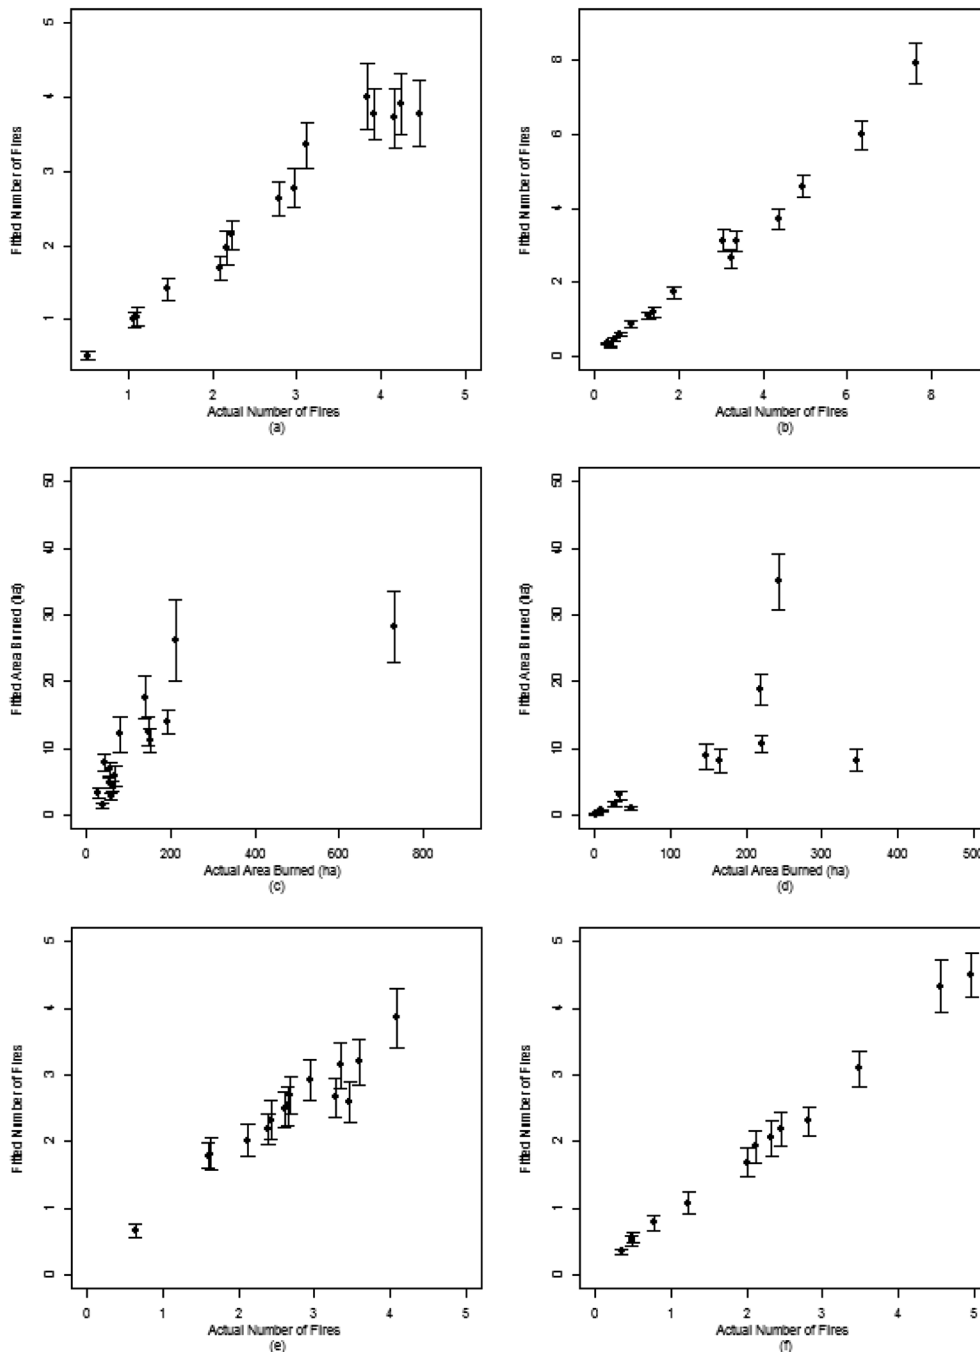 5
4
3
2
1
Fitted Number of Fires
1 2 3 4 5
Actual Number of Fires
(a)
8
6
4
2
0
Fitted Number of Fires
0 2 4 6 8
Actual Number of Fires
(b)
50
40
30
20
10
0
Fitted Area Burned (ha)
0 200 400 600 800
Actual Area Burned (ha)
(c)
50
40
30
20
10
0
Fitted Area Burned (ha)
0 100 200 300 400 500
Actual Area Burned (ha)
(d)
5
4
3
2
1
0
Fitted Number of Fires
0 1 2 3 4 5
Actual Number of Fires
(e)
5
4
3
2
1
0
Fitted Number of Fires
0 1 2 3 4 5
Actual Number of Fires
(f)